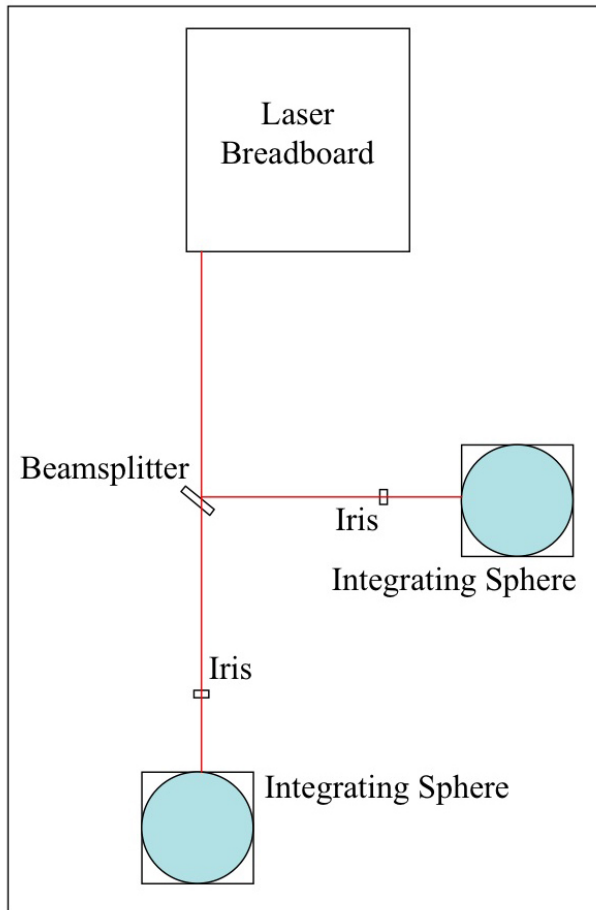 Laser
Breadboard
Beamsplitter
Iris
Integrating Sphere
Iris
Integrating Sphere